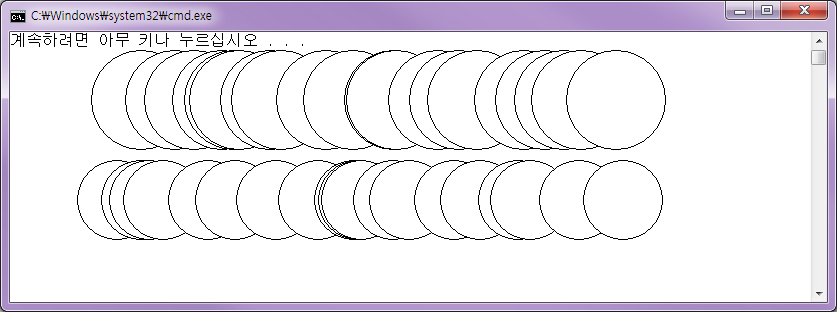 C:₩Windows₩system32₩cmd.exe
계속하려면 아무 키나 누르십시오 . . .